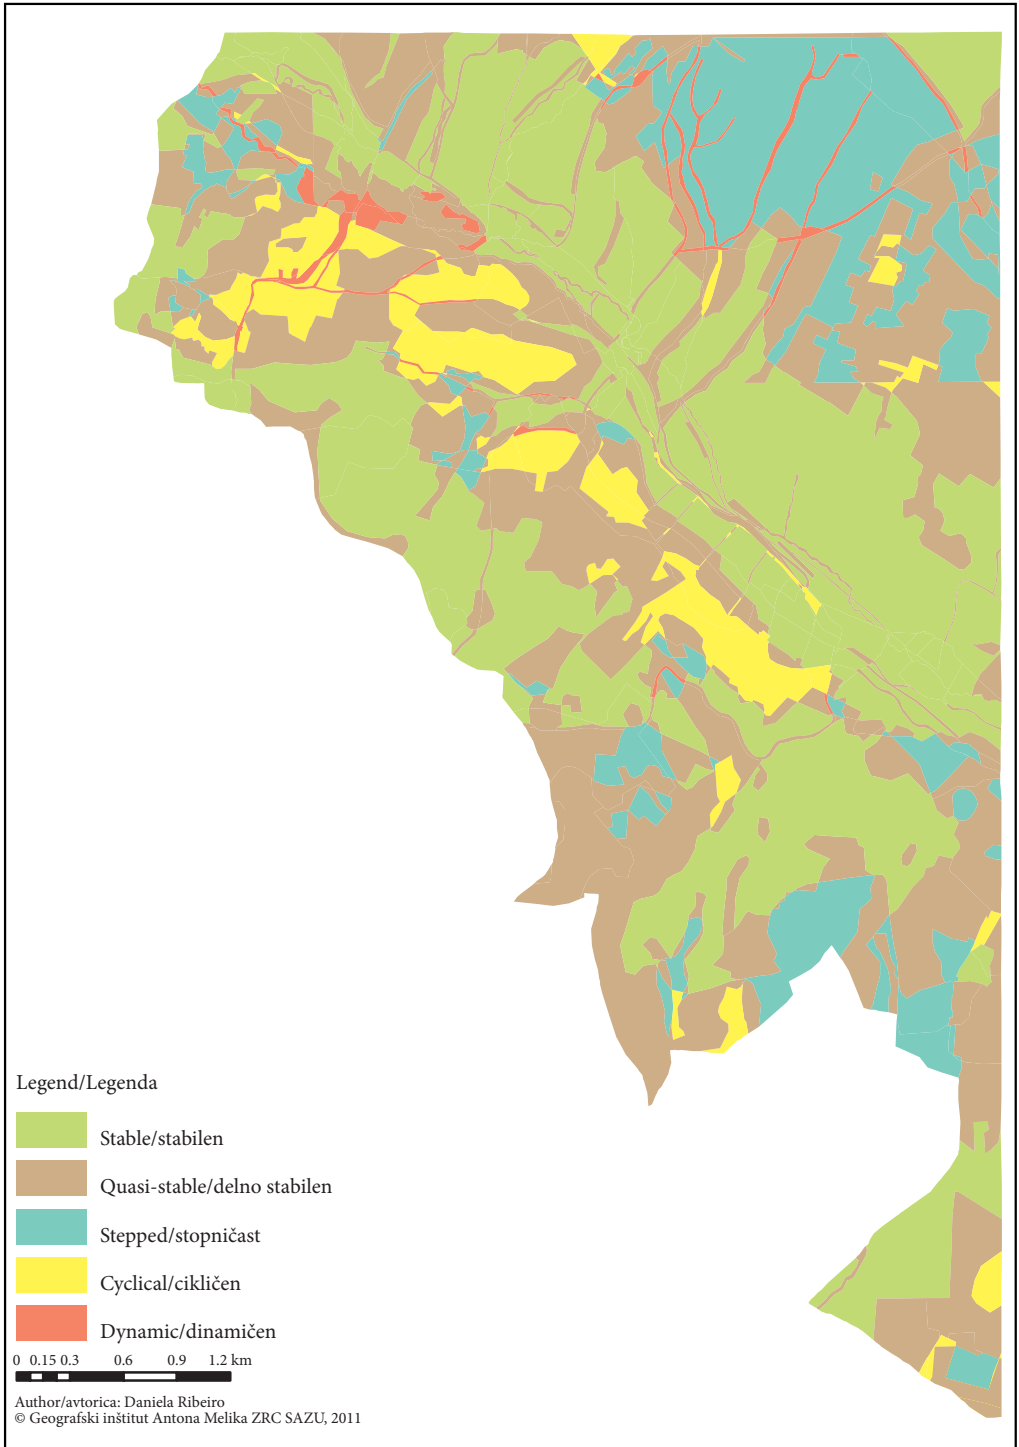 Legend/Legenda
Stable/stabilen
Quasi-stable/delno stabilen
Stepped/stopničast
Cyclical/cikličen
Dynamic/dinamičen
0 0.15 0.3 0.6 0.9 1.2 km
Author/avtorica: Daniela Ribeiro
© Geografski inštitut Antona Melika ZRC SAZU, 2011